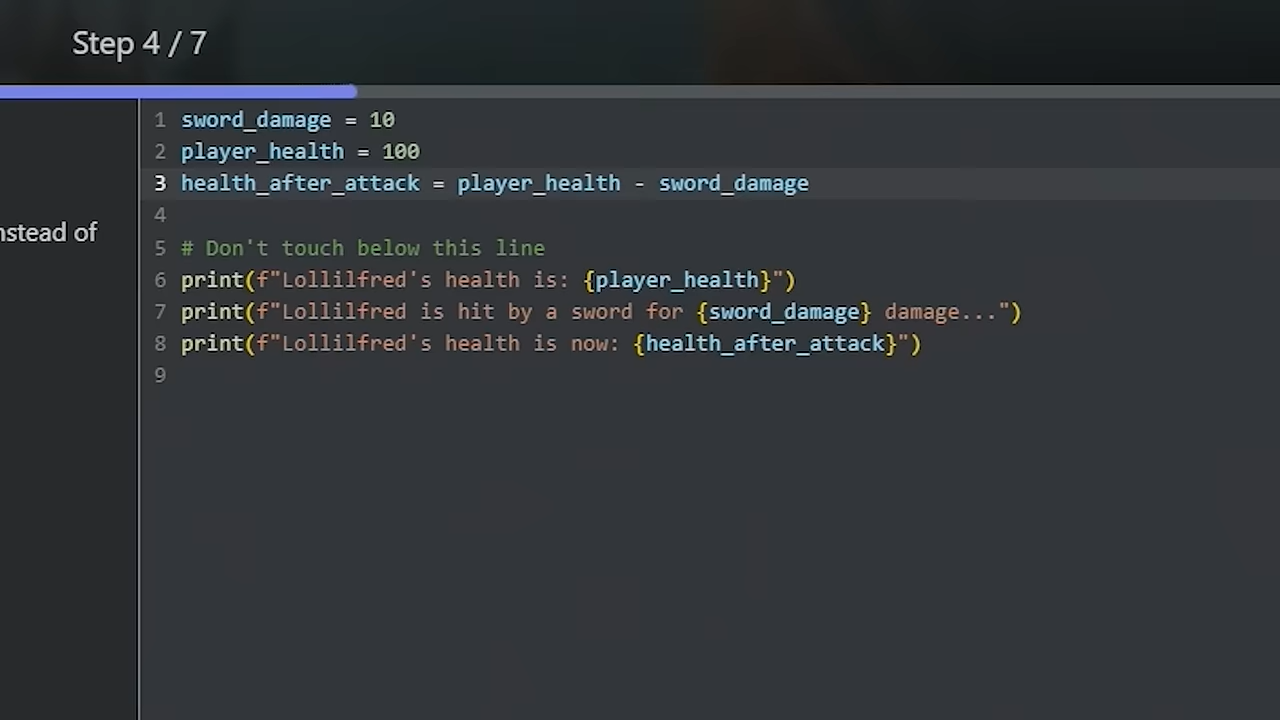 Step 4 / 7
nstead of
1 sword_damage = 10
2 player_health = 100
3 health_after_attack = player_health - sword_damage
4
5 # Don't touch below this line
6 print(f"Lollilfred's health is: {player_health}")
7 print(f"Lollilfred is hit by a sword for {sword_damage} damage...")
8 print(f"Lollilfred's health is now: {health_after_attack}")
9